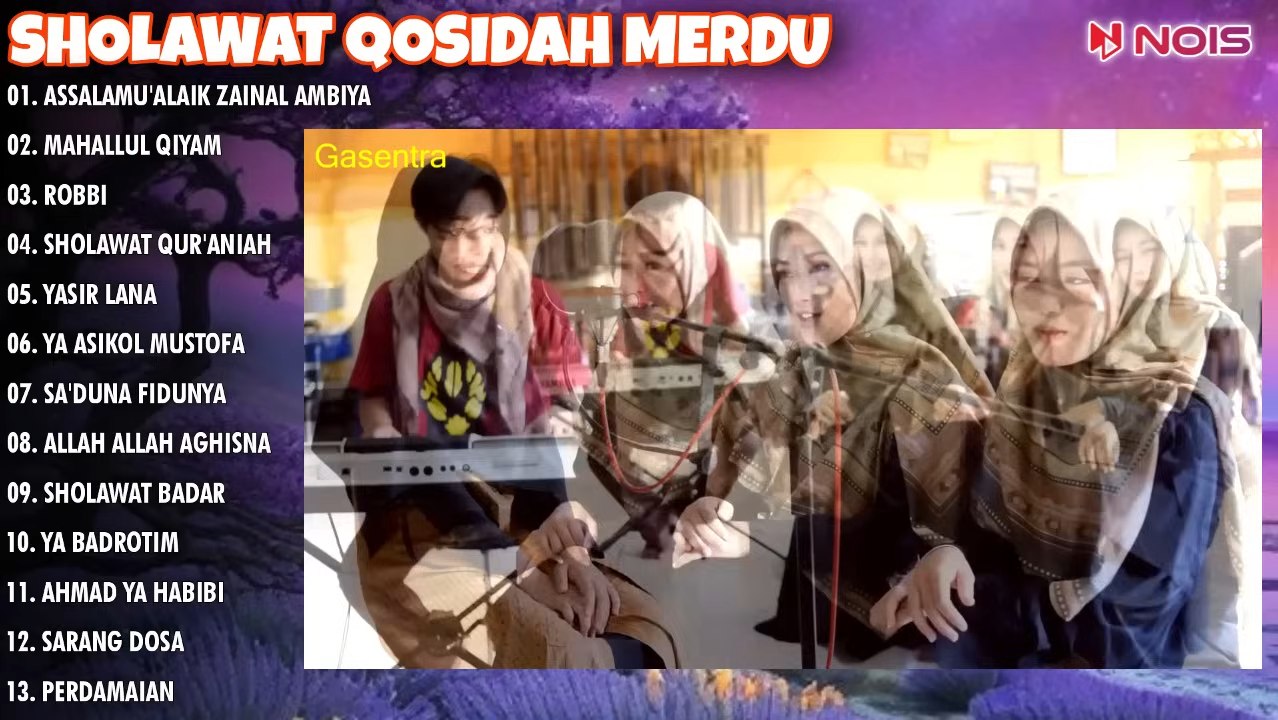 SHOLAWAT QOSIDAH MERDU
NOIS
01. ASSALAMU'ALAIK ZAINAL AMBIYA
02. MAHALLUL QIYAM
03. ROBBI
04. SHOLAWAT QUR'ANIAH
05. YASIR LANA
06. YA ASIKOL MUSTOFA
07. SA'DUNA FIDUNYA
08. ALLAH ALLAH AGHISNA
09. SHOLAWAT BADAR
10. YA BADROTIM
11. AHMAD YA HABIBI
12. SARANG DOSA
13. PERDAMAIAN
Gasentra